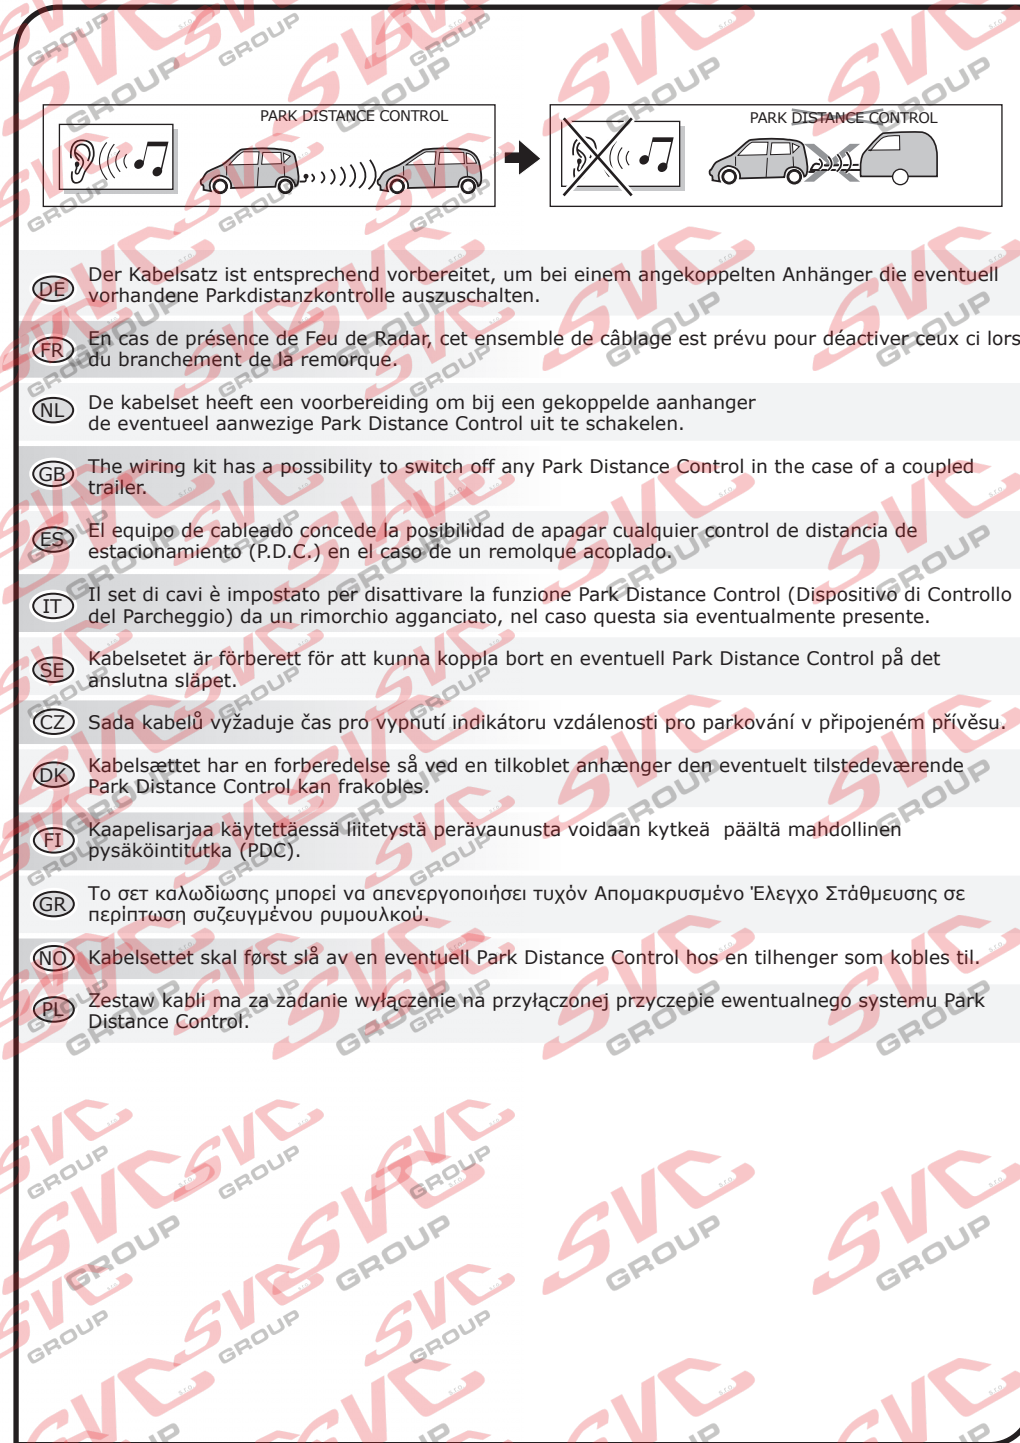 PARK DISTANCE CONTROL
PARK DISTANCE CONTROL
DE
Der Kabelsatz ist entsprechend vorbereitet, um bei einem angekoppelten Anhänger die eventuell
vorhandene Parkdistanzkontrolle auszuschalten.
FR
En cas de présence de Feu de Radar, cet ensemble de câblage est prévu pour déactiver ceux ci lors
du branchement de la remorque.
NL
De kabelset heeft een voorbereiding om bij een gekoppelde aanhanger
de eventueel aanwezige Park Distance Control uit te schakelen.
GB
The wiring kit has a possibility to switch off any Park Distance Control in the case of a coupled
trailer.
ES
El equipo de cableado concede la posibilidad de apagar cualquier control de distancia de
estacionamiento (P.D.C.) en el caso de un remolque acoplado.
IT
Il set di cavi è impostato per disattivare la funzione Park Distance Control (Dispositivo di Controllo
del Parcheggio) da un rimorchio agganciato, nel caso questa sia eventualmente presente.
SE
Kabelsetet är förberett för att kunna koppla bort en eventuell Park Distance Control på det
anslutna släpet.
CZ
Sada kabelů vyžaduje čas pro vypnutí indikátoru vzdálenosti pro parkování v připojeném přívěsu.
DK
Kabelsættet har en forberedelse så ved en tilkoblet anhænger den eventuelt tilstedeværende
Park Distance Control kan frakobles.
FI
Kaapelisarjaa käytettäessä liitetystä perävaunusta voidaan kytkeä päältä mahdollinen
pysäköintitutka (PDC).
GR
Το σετ καλωδίωσης μπορεί να απενεργοποιήσει τυχόν Απομακρυσμένο Έλεγχο Στάθμευσης σε
περίπτωση συζευγμένου ρυμουλκού.
NO
Kabelsettet skal først slå av en eventuell Park Distance Control hos en tilhenger som kobles til.
PL
Zestaw kabli ma za zadanie wyłączenie na przyłączonej przyczepie ewentualnego systemu Park
Distance Control.
SVC
s.r.o.
GROUP